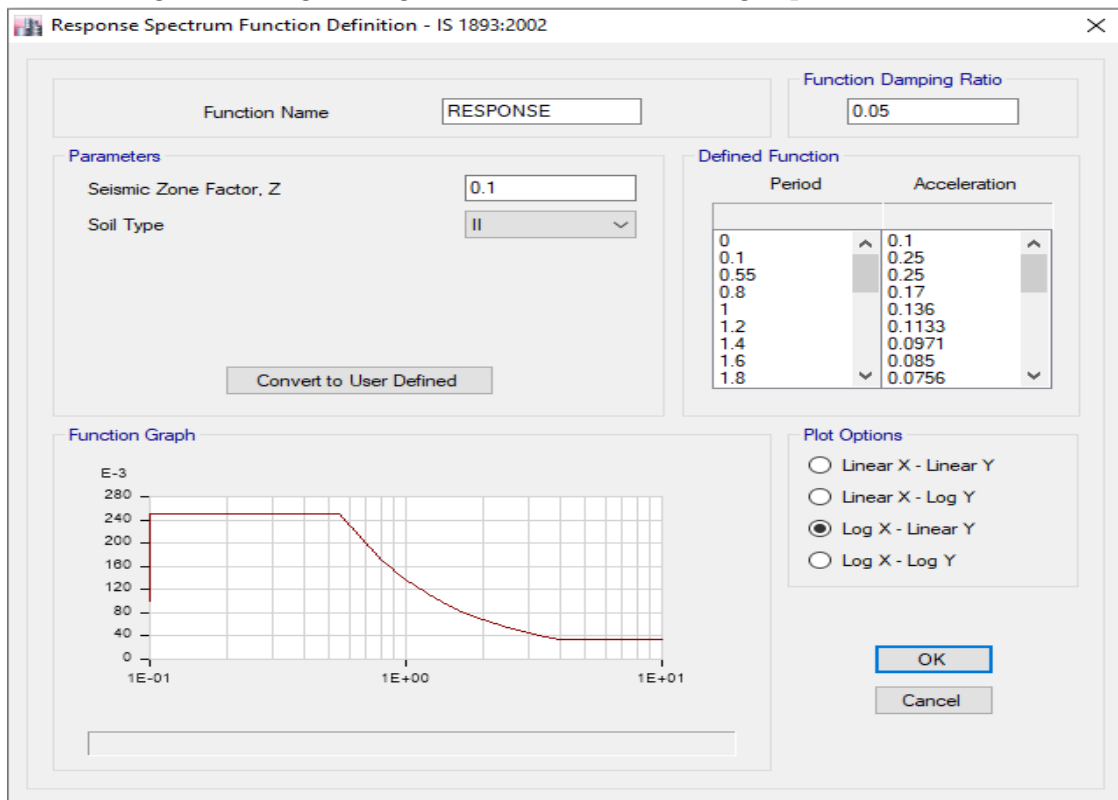 Response Spectrum Function Definition - IS 1893:2002
Function Name
RESPONSE
Function Damping Ratio
0.05
Parameters
Seismic Zone Factor, Z
0.1
Soil Type
II
Convert to User Defined
Defined Function
Period Acceleration
0 0.1
0.1 0.25
0.55 0.25
0.8 0.17
1 0.136
1.2 0.1133
1.4 0.0971
1.6 0.085
1.8 0.0756
Function Graph
E-3
280
240
200
160
120
80
40
0
1E-01 1E+00 1E+01
Plot Options
Linear X - Linear Y
Linear X - Log Y
Log X - Linear Y
Log X - Log Y
OK
Cancel